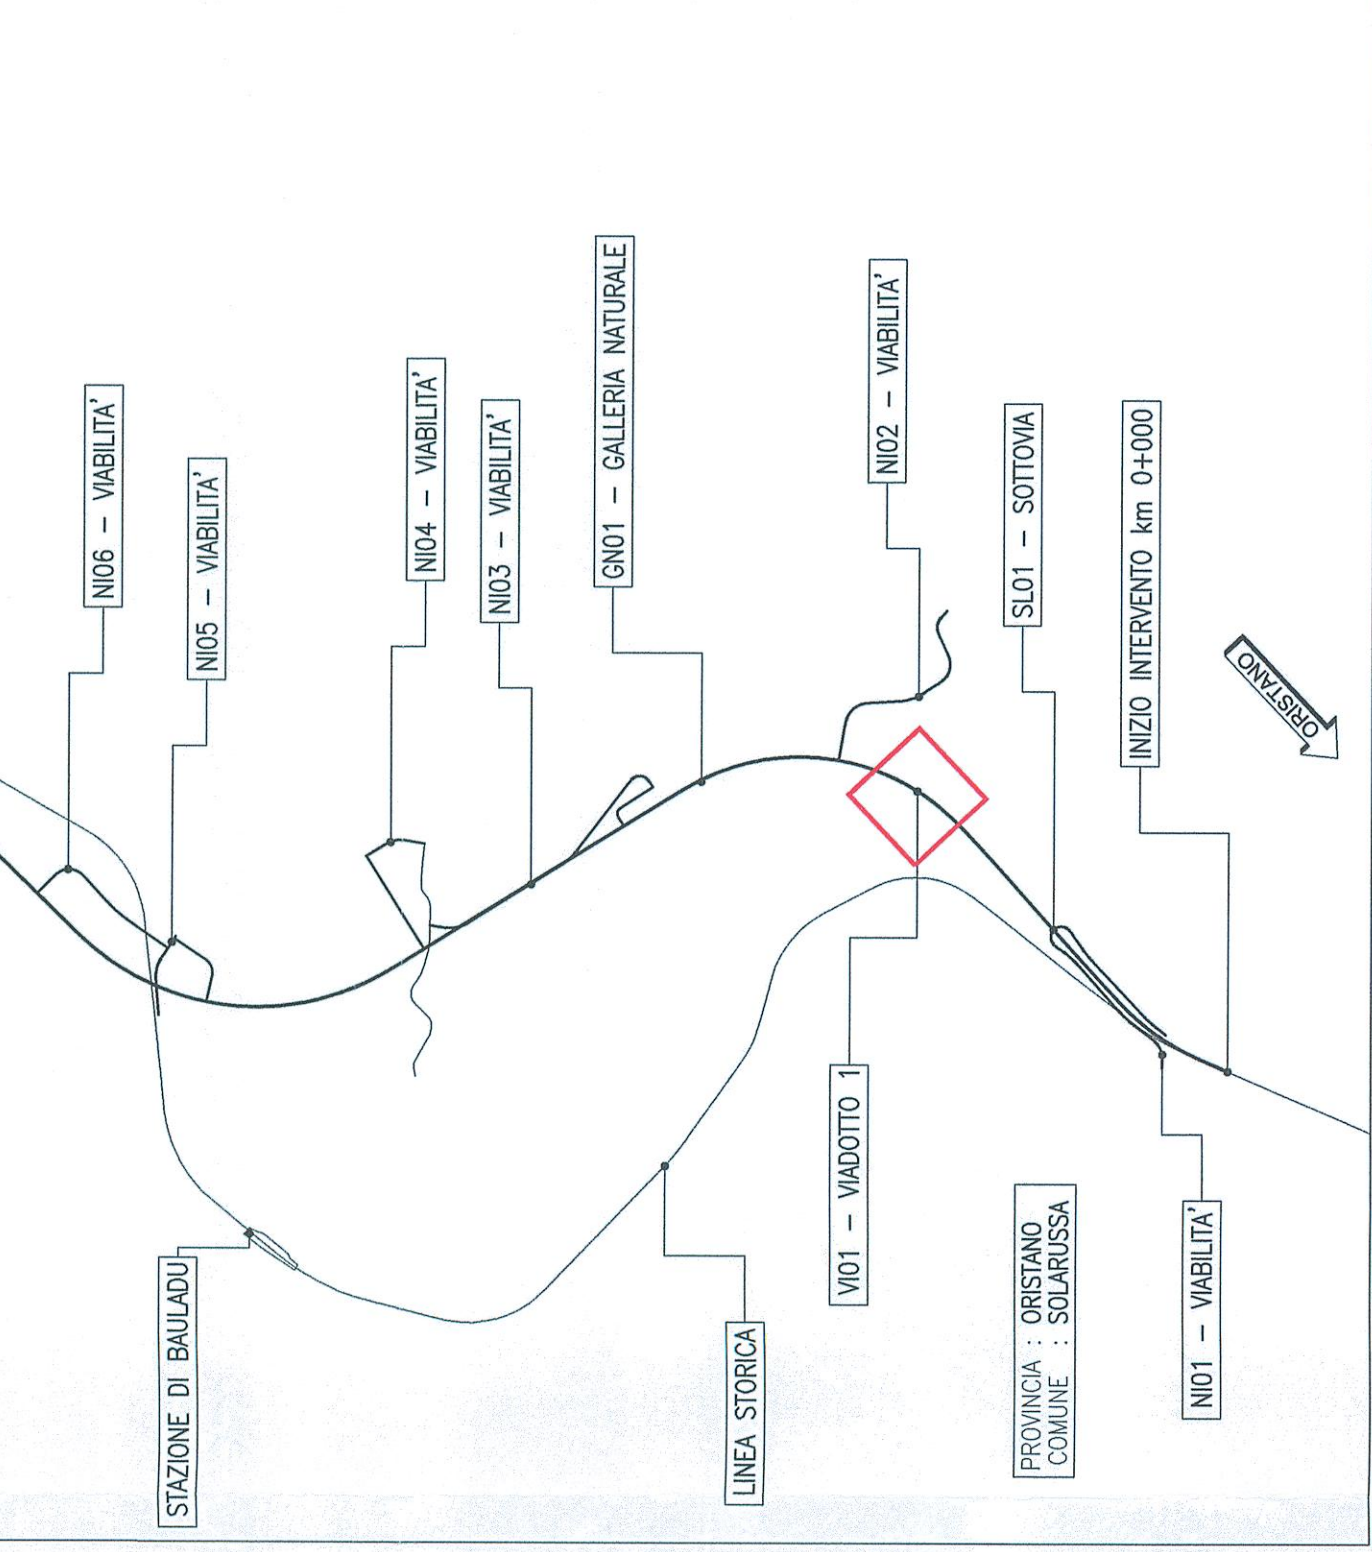 NI06 – VIABILITA'
NI05 – VIABILITA'
NI04 – VIABILITA'
NI03 – VIABILITA'
GN01 – GALLERIA NATURALE
NI02 – VIABILITA'
SL01 – SOTTOVIA
INIZIO INTERVENTO km 0+000
ORISTANO
STAZIONE DI BAULADU
LINEA STORICA
VI01 – VIADOTTO 1
PROVINCIA : ORISTANO
COMUNE : SOLARUSSA
NI01 – VIABILITA'